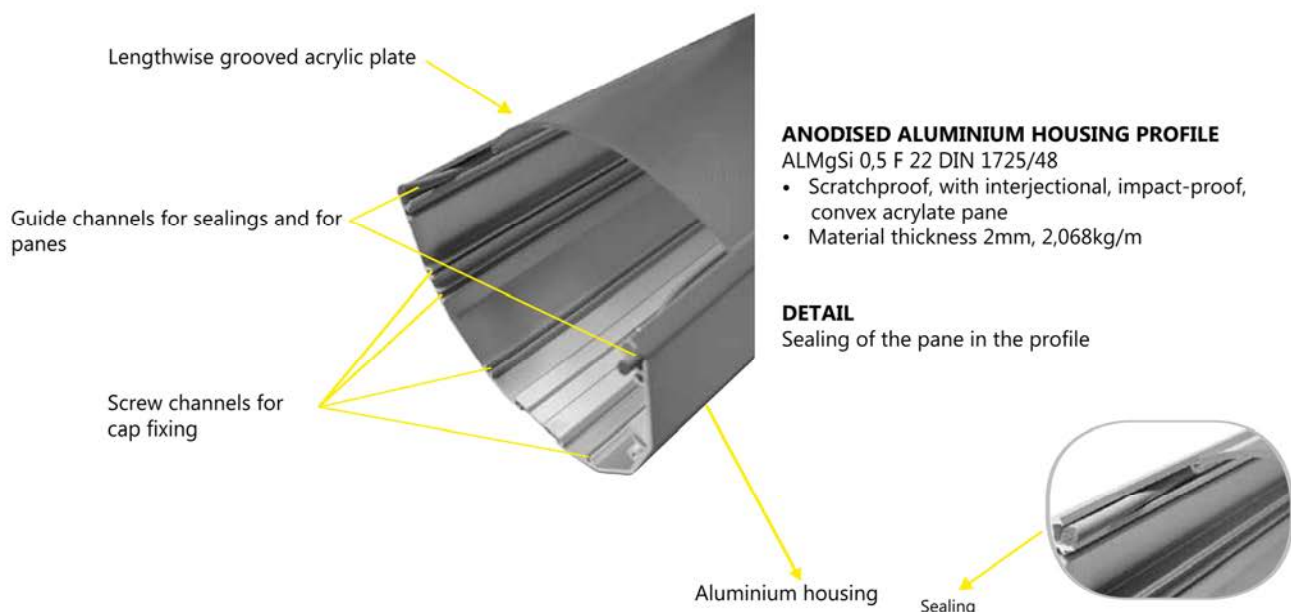 Lengthwise grooved acrylic plate
ANODISED ALUMINIUM HOUSING PROFILE
ALMgSi 0,5 F 22 DIN 1725/48
• Scratchproof, with interjectional, impact-proof,
convex acrylate pane
• Material thickness 2mm, 2,068kg/m
Guide channels for sealings and for
panes
DETAIL
Sealing of the pane in the profile
Screw channels for
cap fixing
Aluminium housing
Sealing